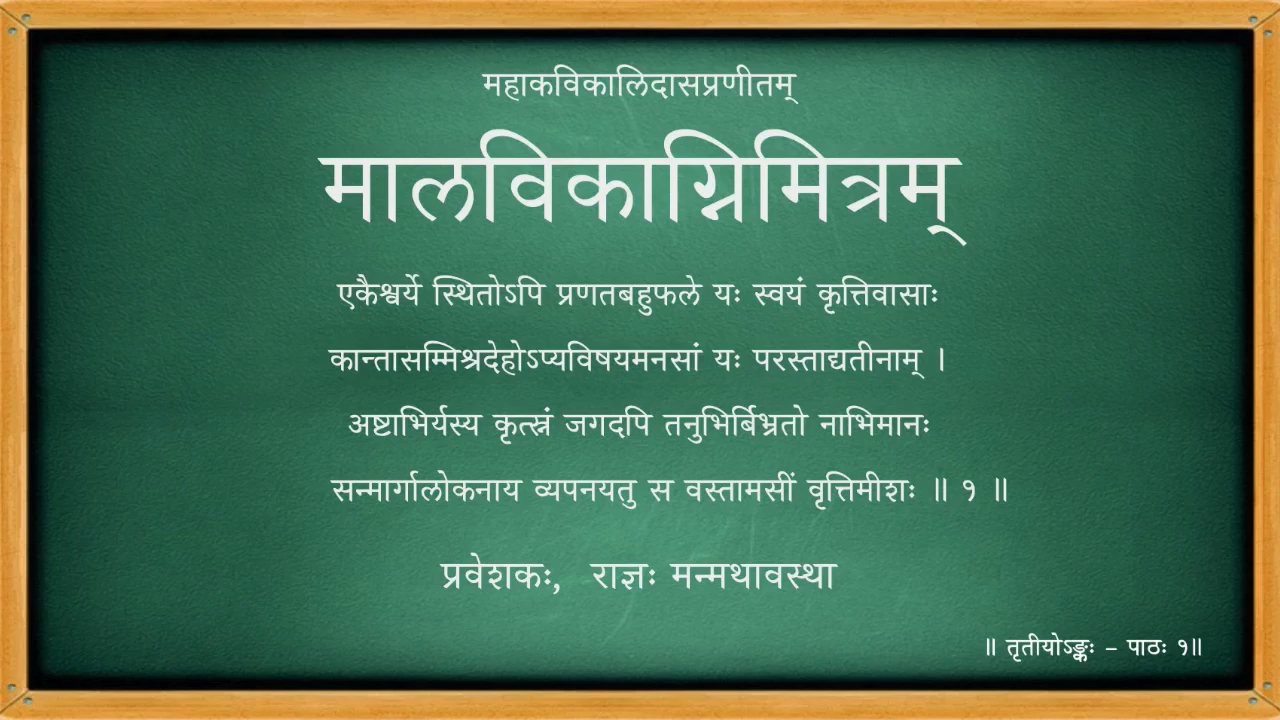 महाकविकालिदासप्रणीतम्
मालविकाग्निमित्रम्
एकैश्वर्ये स्थितोऽपि प्रणतबहुफले यः स्वयं कृत्तिवासाः
कान्तासम्मिश्रदेहोऽप्यविषयमनसां यः परस्ताद्यतीनाम् ।
अष्टाभिर्यस्य कृत्स्नं जगदपि तनुभिर्बिभ्रतो नाभिमानः
सन्मार्गालोकनाय व्यपनयतु स वस्तामसीं वृत्तिमीशः ॥ १ ॥
प्रवेशकः, राज्ञः मन्मथावस्था
॥ तृतीयोऽङ्कः – पाठः १॥